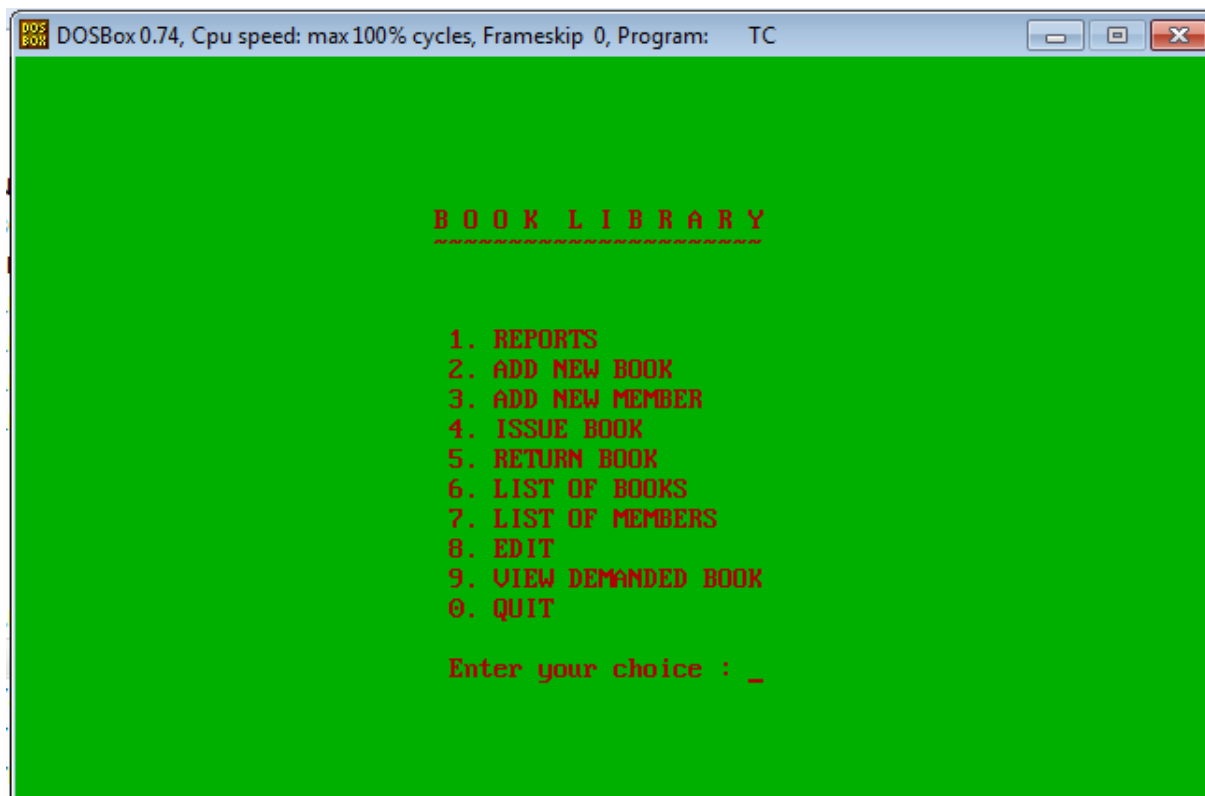 DOS BOX DOSBox 0.74, Cpu speed: max 100% cycles, Frameskip 0, Program: TC
B O O K L I B R A R Y
~~~~~~~~~~~~~~~~~~~~~~
1. REPORTS
2. ADD NEW BOOK
3. ADD NEW MEMBER
4. ISSUE BOOK
5. RETURN BOOK
6. LIST OF BOOKS
7. LIST OF MEMBERS
8. EDIT
9. VIEW DEMANDED BOOK
0. QUIT
Enter your choice : _